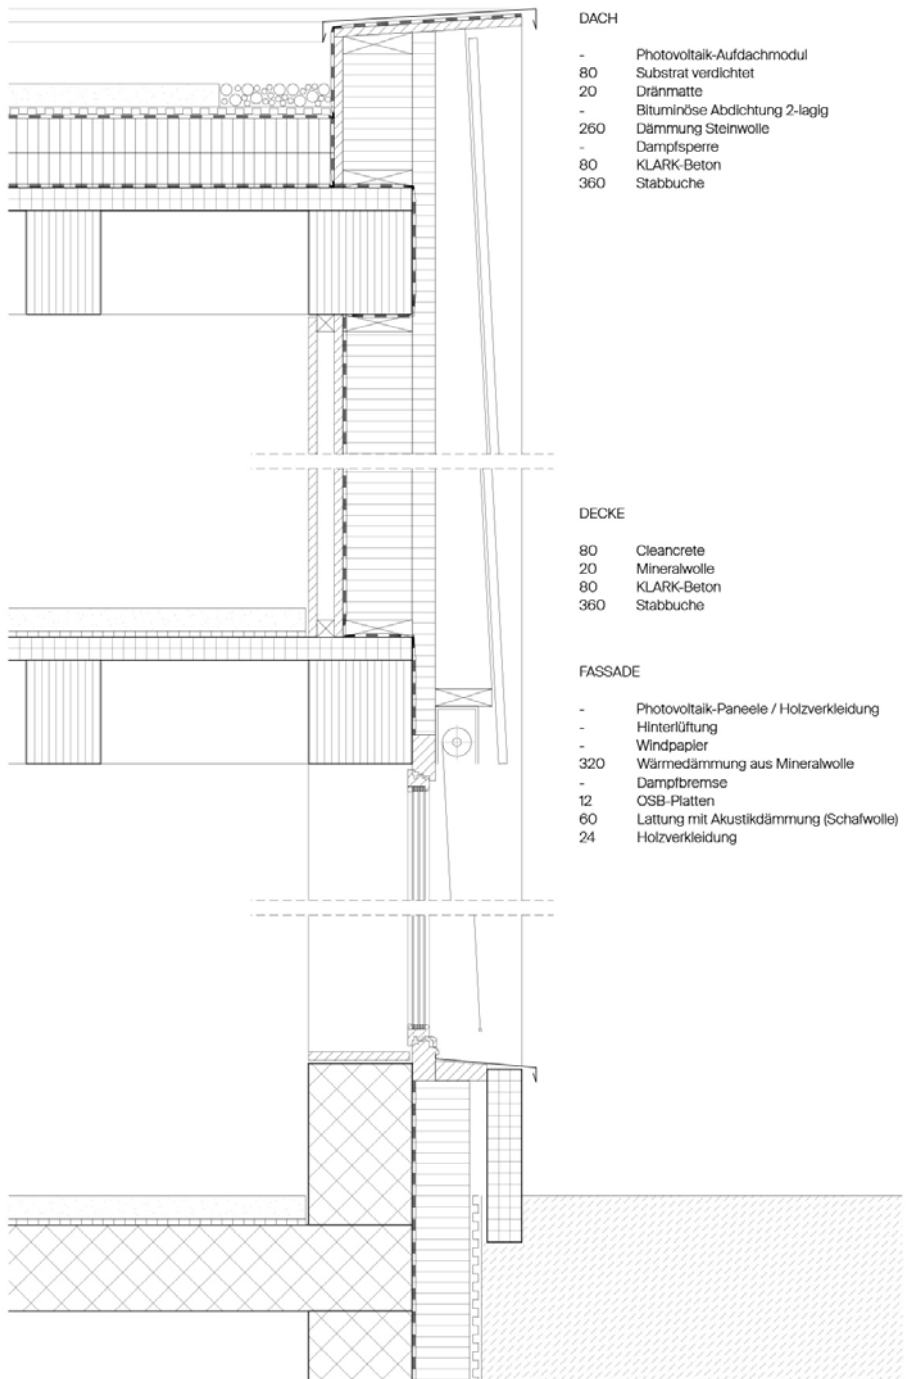 DACH
- Photovoltaik-Aufdachmodul
80 Substrat verdichtet
20 Dränmatte
- Bituminöse Abdichtung 2-lagig
260 Dämmung Steinwolle
- Dampfsperre
80 KLARK-Beton
360 Stabbuche
DECKE
80 Cleancrete
20 Mineralwolle
80 KLARK-Beton
360 Stabbuche
FASSADE
- Photovoltaik-Paneele / Holzverkleidung
- Hinterlüftung
- Windpapier
320 Wärmedämmung aus Mineralwolle
- Dampfbremse
12 OSB-Platten
60 Lattung mit Akustikdämmung (Schafwolle)
24 Holzverkleidung